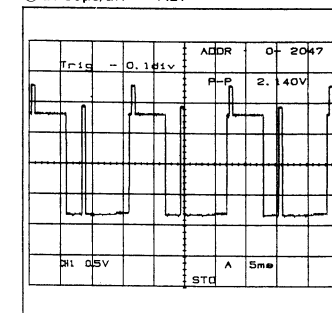 ADDR 0- 2047
Trig - 0.1div
P-P 2.140V
CH1 0.5V A 5ms
STO